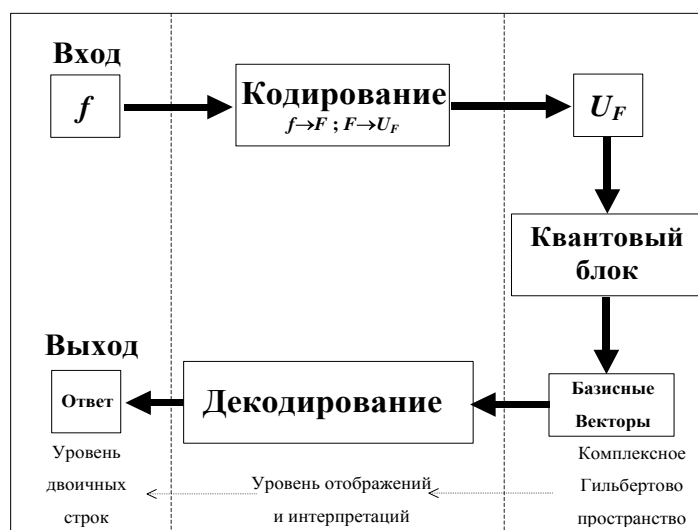 Вход
f
Кодирование
f→F ; F→U_F
U_F
Квантовый
блок
Выход
Ответ
Декодирование
Базисные
Векторы
Уровень
двоичных
строк
Уровень отображений
и интерпретаций
Комплексное
Гильбертово
пространство